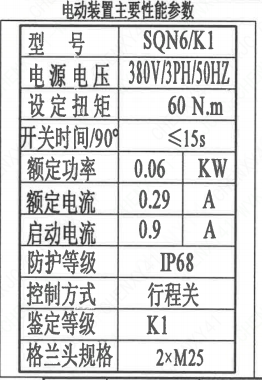 电动装置主要性能参数
型号 SQN6/K1
电源电压 380V/3PH/50HZ
设定扭矩 60 N.m
开关时间/90° ≤15s
额定功率 0.06 KW
额定电流 0.29 A
启动电流 0.9 A
防护等级 IP68
控制方式 行程关
鉴定等级 K1
格兰头规格 2×M25